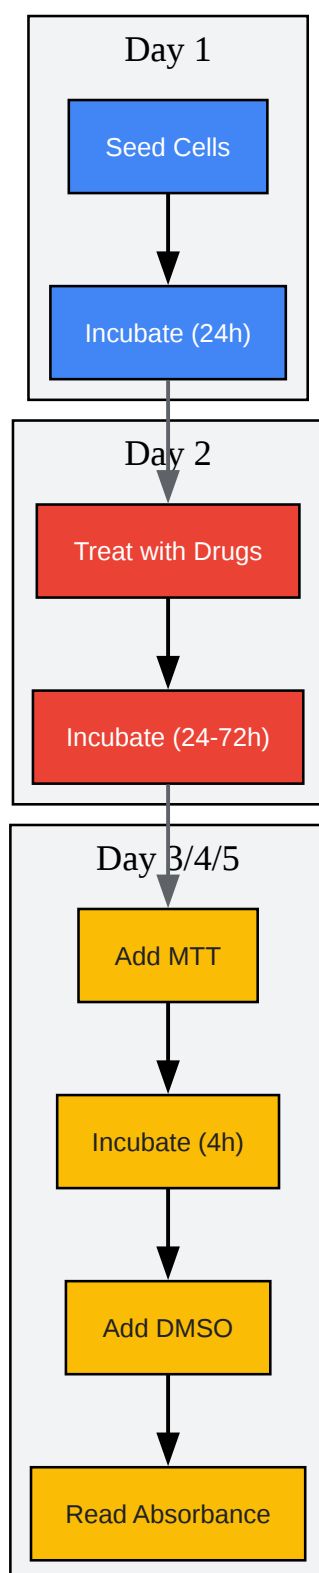 Day 1
Seed Cells
Incubate (24h)
Day 2
Treat with Drugs
Incubate (24-72h)
Day 3/4/5
Add MTT
Incubate (4h)
Add DMSO
Read Absorbance